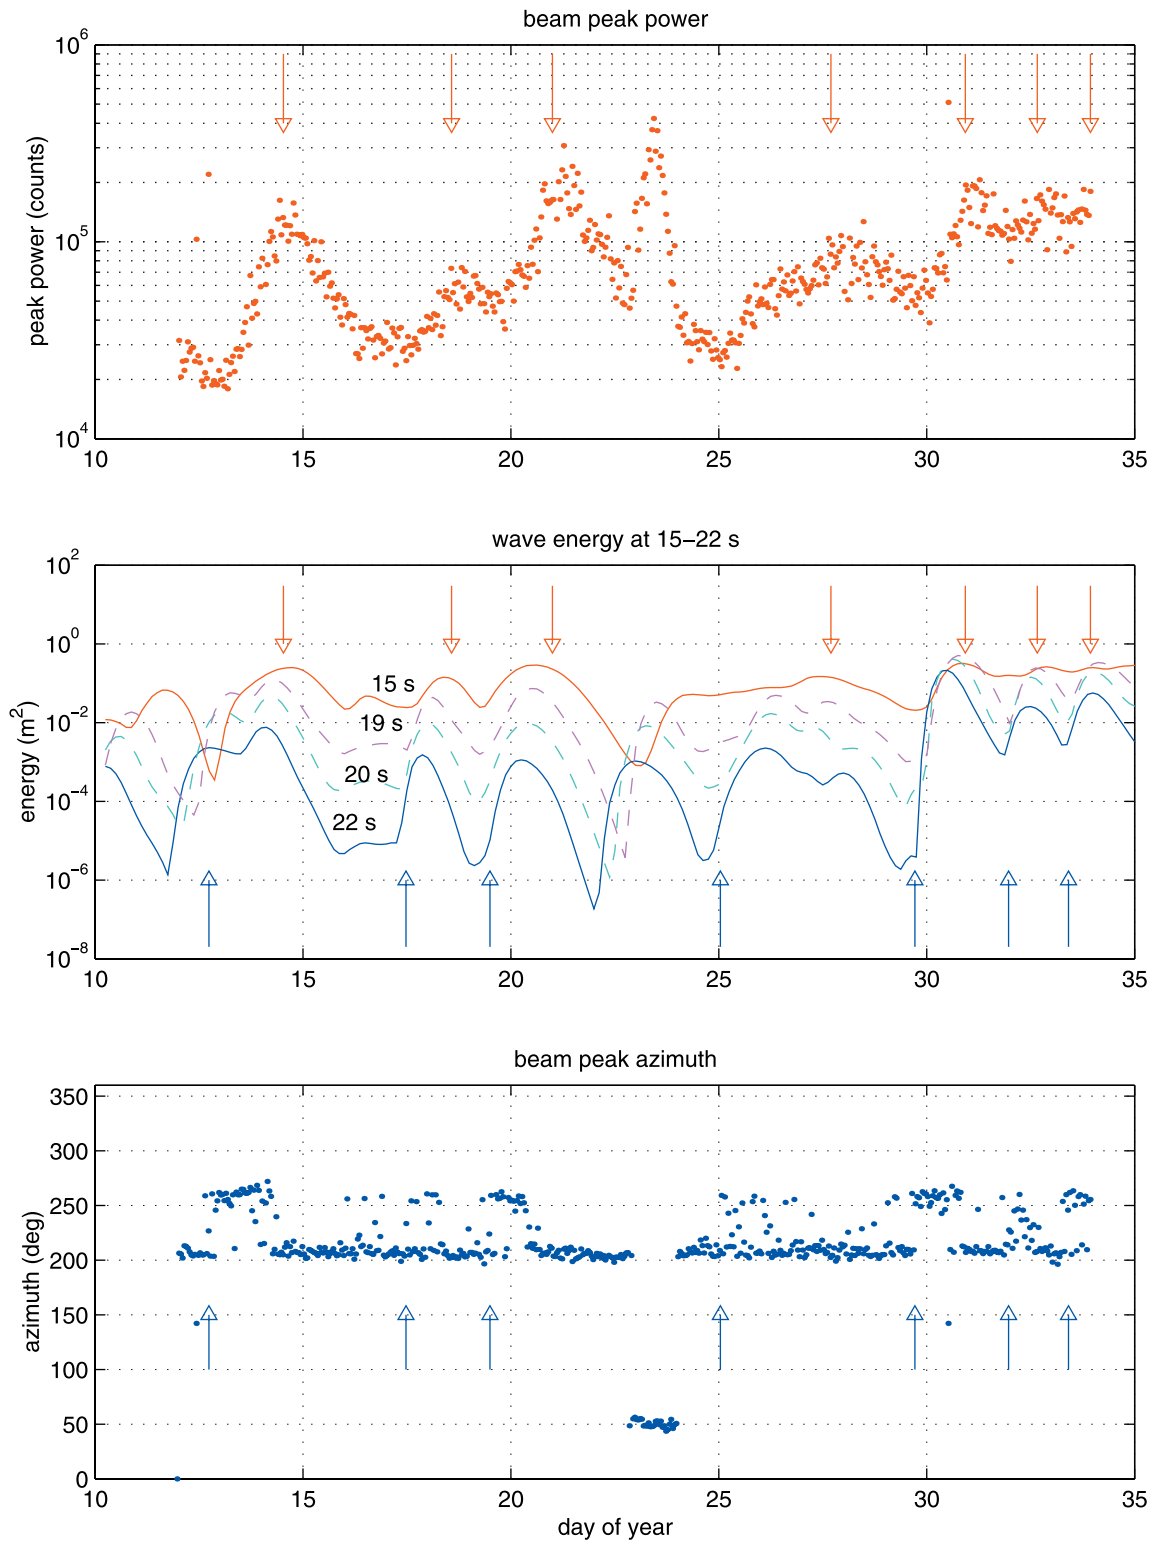 beam peak power
peak power (counts)
10^6
10^5
10^4
10 15 20 25 30 35
wave energy at 15–22 s
energy (m^2)
10^2
10^0
10^−2
10^−4
10^−6
10^−8
15 s
19 s
20 s
22 s
10 15 20 25 30 35
beam peak azimuth
azimuth (deg)
350
300
250
200
150
100
50
0
10 15 20 25 30 35
day of year